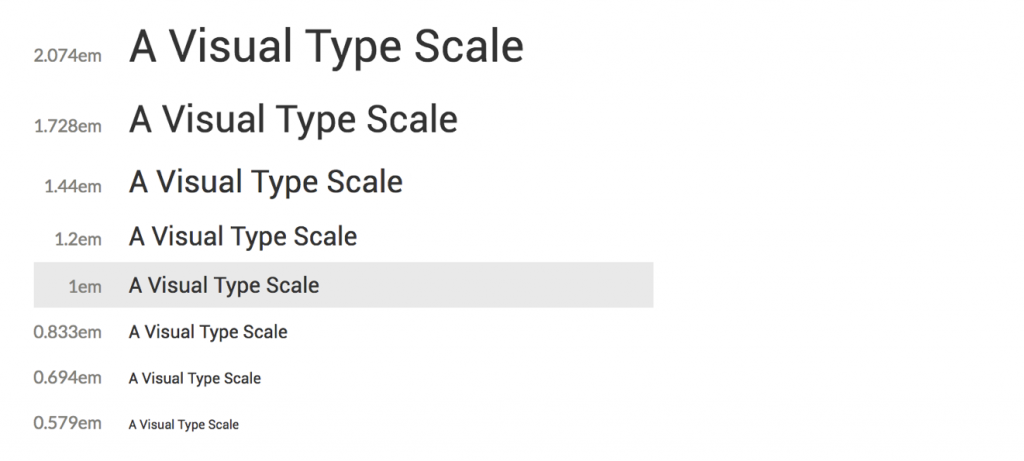 2.074em A Visual Type Scale
1.728em A Visual Type Scale
1.44em A Visual Type Scale
1.2em A Visual Type Scale
1em A Visual Type Scale
0.833em A Visual Type Scale
0.694em A Visual Type Scale
0.579em A Visual Type Scale